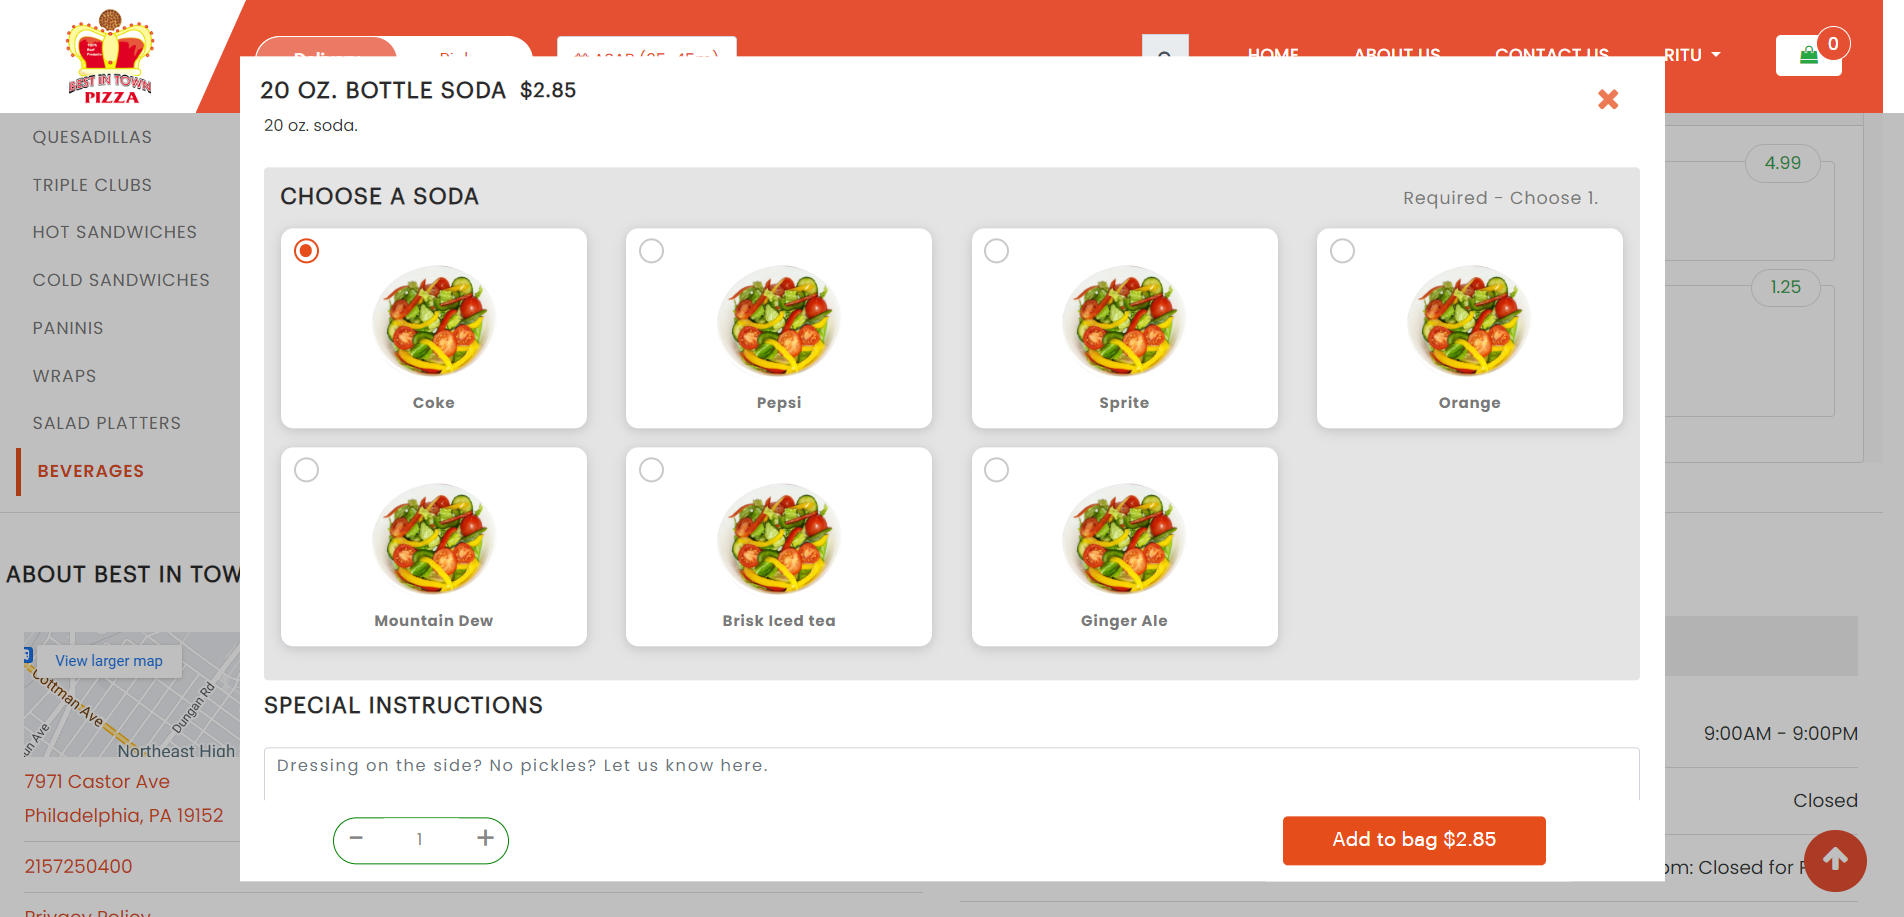 BEST IN TOWN
PIZZA
HOME
ABOUT US
CONTACT US
RITU
0
20 OZ. BOTTLE SODA $2.85
20 oz. soda.
QUESADILLAS
TRIPLE CLUBS
HOT SANDWICHES
COLD SANDWICHES
PANINIS
WRAPS
SALAD PLATTERS
BEVERAGES
CHOOSE A SODA
Required - Choose 1.
Coke
Pepsi
Sprite
Orange
Mountain Dew
Brisk Iced tea
Ginger Ale
4.99
1.25
SPECIAL INSTRUCTIONS
Dressing on the side? No pickles? Let us know here.
1
Add to bag $2.85
ABOUT BEST IN TOW
View larger map
Cottman Ave
Dungan Rd
un Ave
Northeast High
7971 Castor Ave
Philadelphia, PA 19152
2157250400
Privacy Policy
9:00AM - 9:00PM
Closed
pm: Closed for